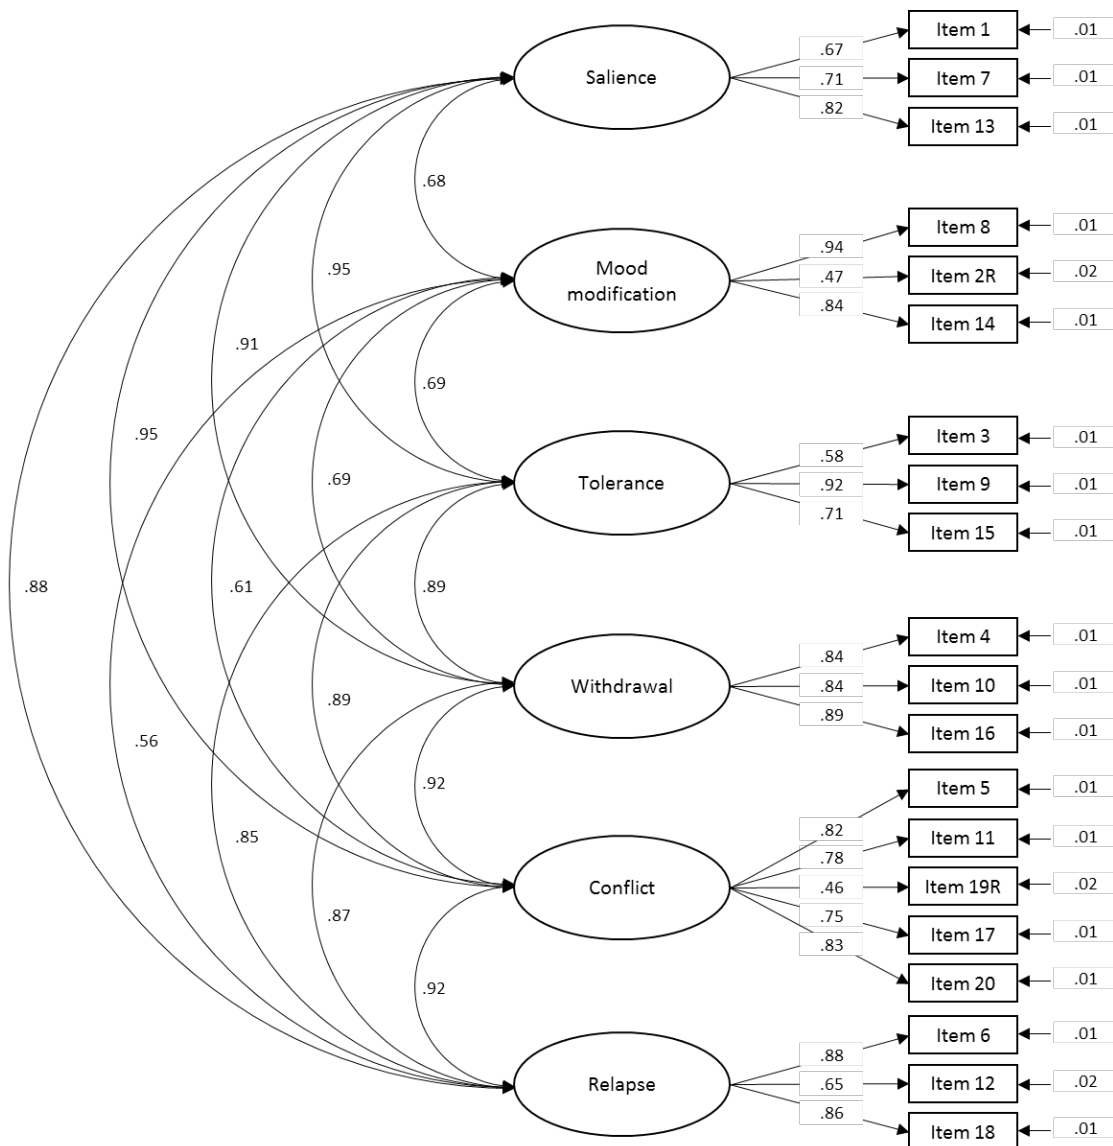 Item 1
.01
.67
Salience
.71
Item 7
.01
.82
Item 13
.01
.68
Item 8
.01
.94
.95
Mood
modification
.47
Item 2R
.02
.84
Item 14
.01
.91
.69
.95
Item 3
.01
.58
.69
Tolerance
.92
Item 9
.01
.71
Item 15
.01
.88
.61
.89
Item 4
.01
.84
Withdrawal
.84
Item 10
.01
.89
.89
Item 16
.01
.56
.92
Item 5
.01
.82
.85
Item 11
.01
.78
Conflict
.46
Item 19R
.02
.87
.75
Item 17
.01
.83
.92
Item 20
.01
Item 6
.01
.88
Relapse
.65
Item 12
.02
.86
Item 18
.01